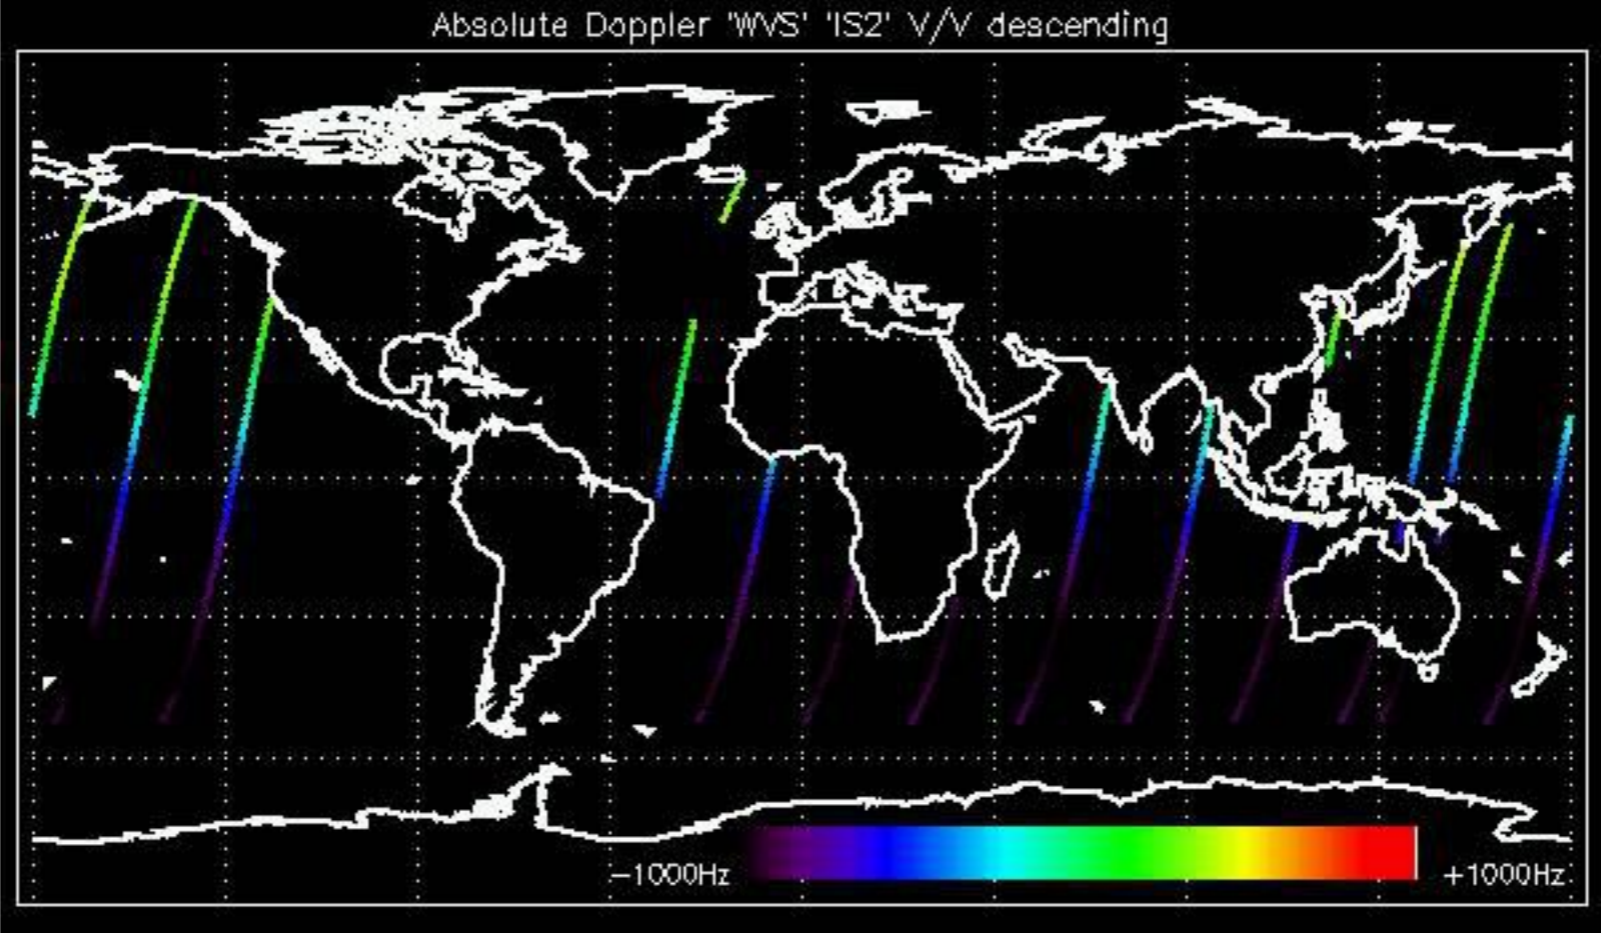 Absolute Doppler 'WVS' 'IS2' V/V descending
−1000Hz +1000Hz